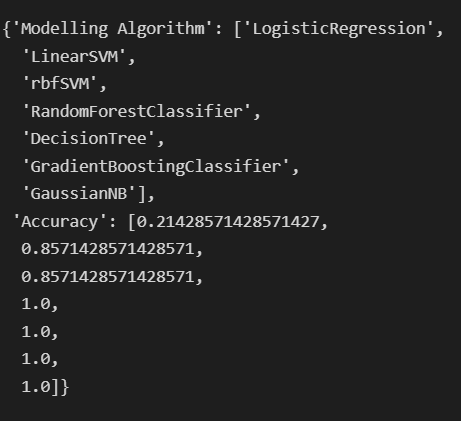 {'Modelling Algorithm': ['LogisticRegression',
'LinearSVM',
'rbfSVM',
'RandomForestClassifier',
'DecisionTree',
'GradientBoostingClassifier',
'GaussianNB'],
'Accuracy': [0.21428571428571427,
0.8571428571428571,
0.8571428571428571,
1.0,
1.0,
1.0,
1.0]}